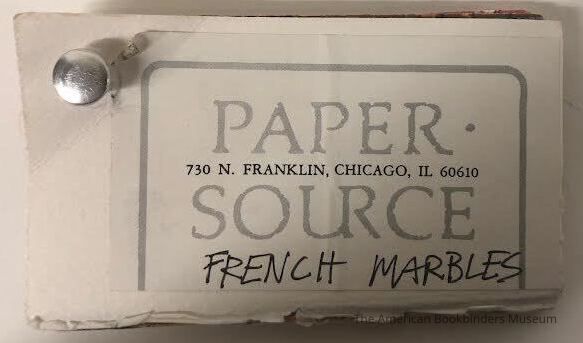 PAPER·
730 N. FRANKLIN, CHICAGO, IL 60610
SOURCE
FRENCH MARBLES
The American Bookbinders Museum